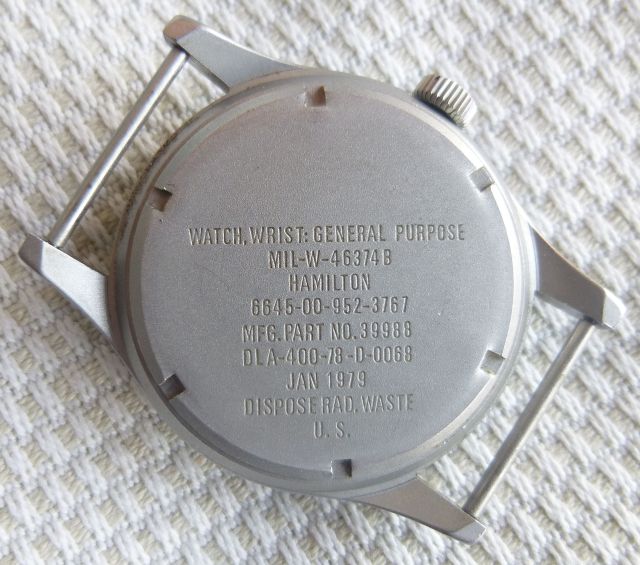 WATCH, WRIST: GENERAL PURPOSE
MIL-W-46374B
HAMILTON
6645-00-952-3767
MFG. PART NO. 39988
DLA-400-78-D-0068
JAN 1979
DISPOSE RAD. WASTE
U. S.